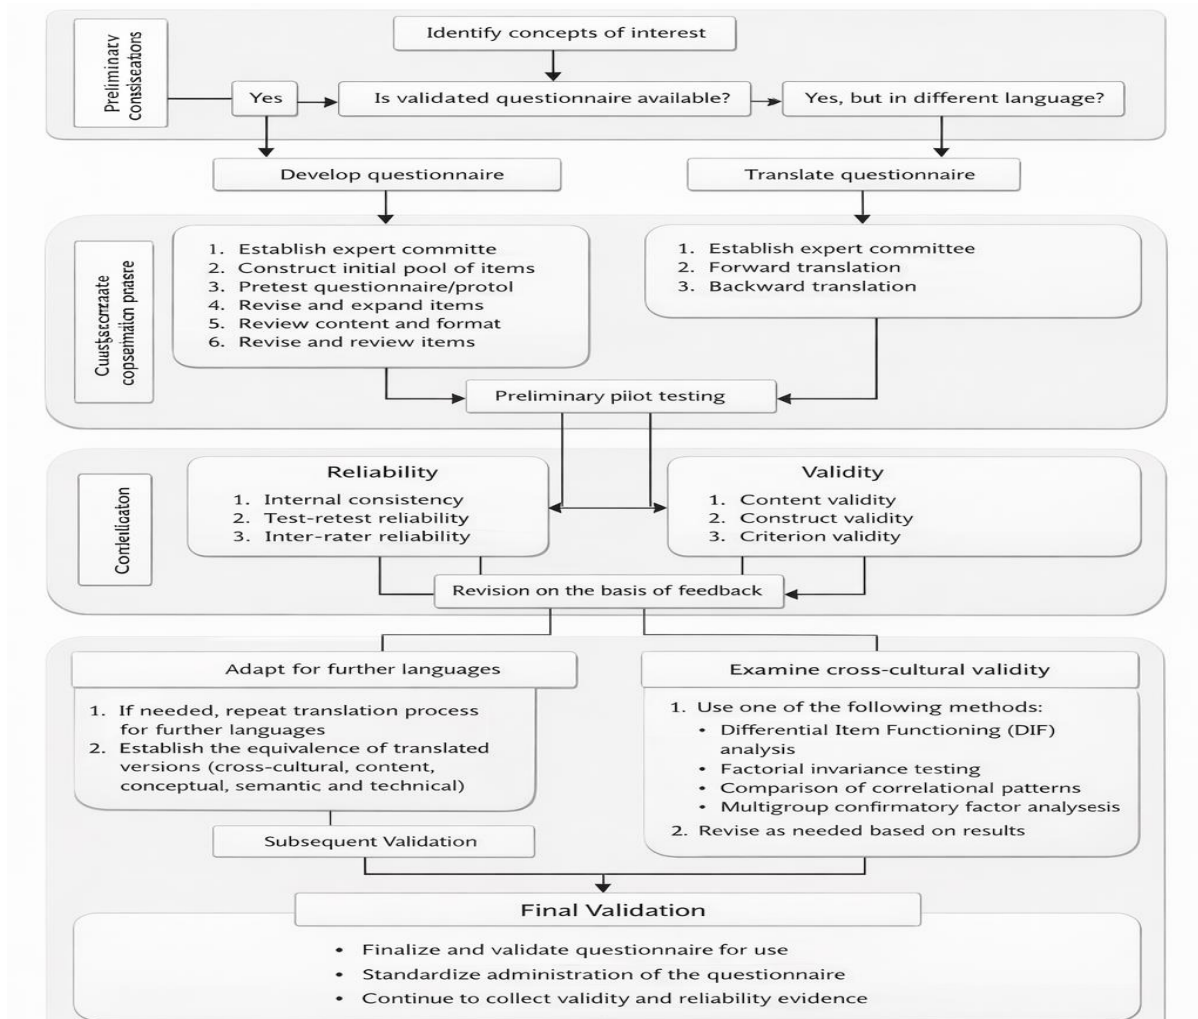 Identify concepts of interest
Preliminary
Yes
Is validated questionnaire available?
Yes, but in different language?
Develop questionnaire
Translate questionnaire
1. Establish expert committe
2. Construct initial pool of items
3. Pretest questionnaire/protol
4. Revise and expand items
5. Review content and format
6. Revise and review items
1. Establish expert committee
2. Forward translation
3. Backward translation
Preliminary pilot testing
Reliability
1. Internal consistency
2. Test-retest reliability
3. Inter-rater reliability
Validity
1. Content validity
2. Construct validity
3. Criterion validity
Revision on the basis of feedback
Adapt for further languages
1. If needed, repeat translation process
for further languages
2. Establish the equivalence of translated
versions (cross-cultural, content,
conceptual, semantic and technical)
Subsequent Validation
Examine cross-cultural validity
1. Use one of the following methods:
• Differential Item Functioning (DIF)
analysis
• Factorial invariance testing
• Comparison of correlational patterns
• Multigroup confirmatory factor analysesis
2. Revise as needed based on results
Final Validation
• Finalize and validate questionnaire for use
• Standardize administration of the questionnaire
• Continue to collect validity and reliability evidence